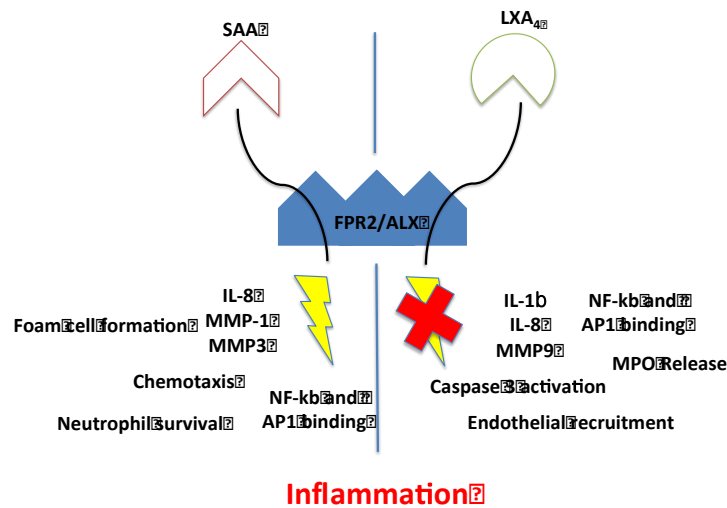 SAA
LXA₄
FPR2/ALX
IL-8
MMP-1
MMP3
Foam cell formation
Chemotaxis
Neutrophil survival
NF-kb and
AP1 binding
IL-1b
IL-8
MMP9
NF-kb and
AP1 binding
MPO Release
Caspase 3 activation
Endothelial recruitment
Inflammation